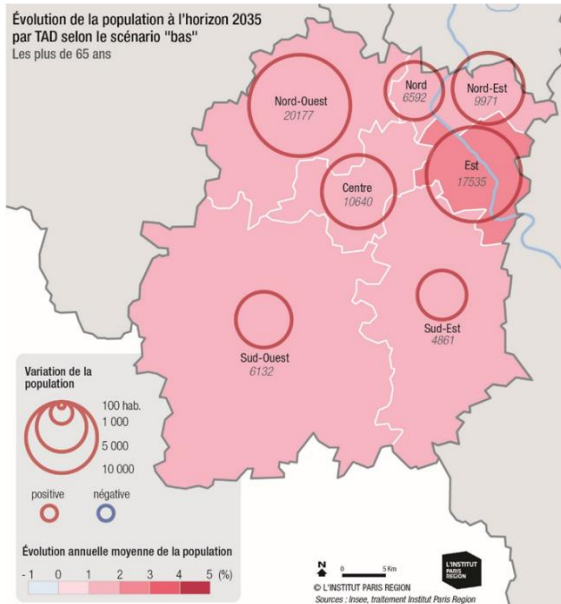 Évolution de la population à l'horizon 2035
par TAD selon le scénario "bas"
Les plus de 65 ans
Nord-Ouest
20177
Nord
6592
Nord-Est
9971
Centre
10640
Est
17535
Sud-Ouest
6132
Sud-Est
4861
Variation de la
population
100 hab.
1 000
5 000
10 000
positive
négative
Évolution annuelle moyenne de la population
- 1 0 1 2 3 4 5 (%)
N
0 5 Km
L'INSTITUT
PARIS
REGION
© L'INSTITUT PARIS REGION
Sources : Insee, traitement Institut Paris Region